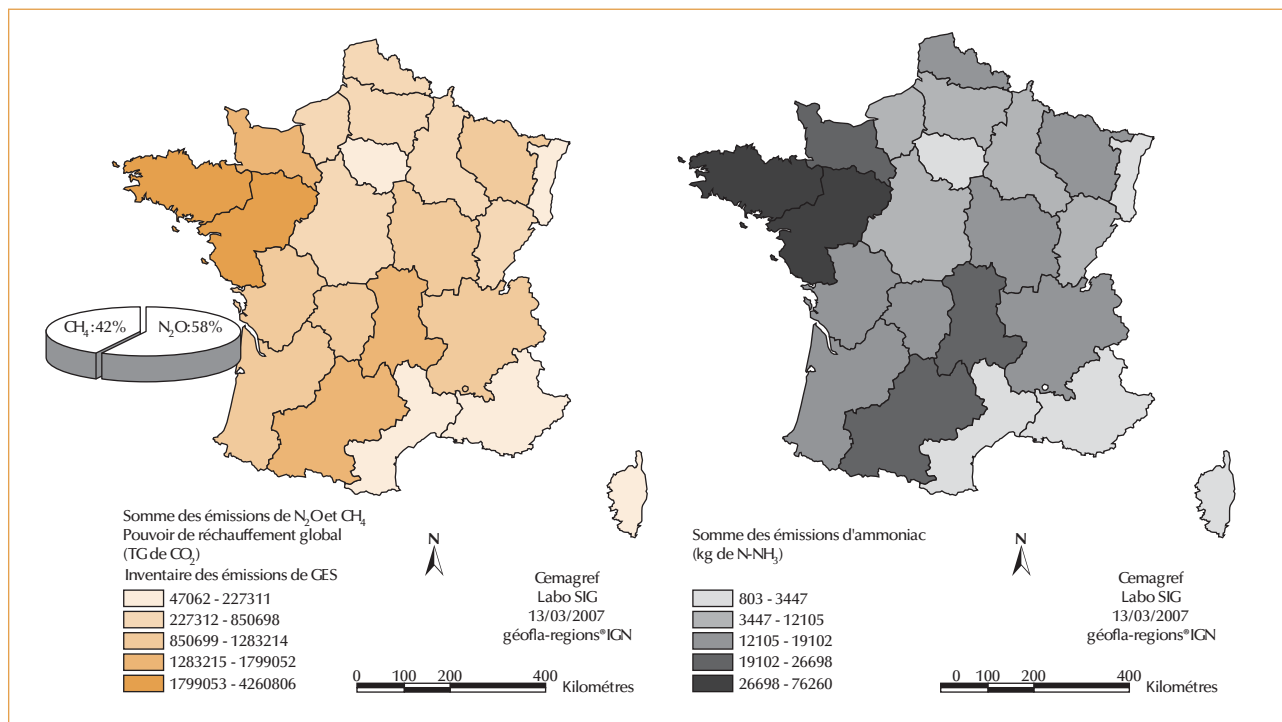 CH₄:42%
N₂O:58%
Somme des émissions de N₂O et CH₄
Pouvoir de réchauffement global
(TG de CO₂)
Inventaire des émissions de GES
47062 - 227311
227312 - 850698
850699 - 1283214
1283215 - 1799052
1799053 - 4260806
N
Cemagref
Labo SIG
13/03/2007
géofla-regions®IGN
0 100 200 400
Kilométres
Somme des émissions d'ammoniac
(kg de N-NH₃)
803 - 3447
3447 - 12105
12105 - 19102
19102 - 26698
26698 - 76260
N
Cemagref
Labo SIG
13/03/2007
géofla-regions®IGN
0 100 200 400
Kilométres